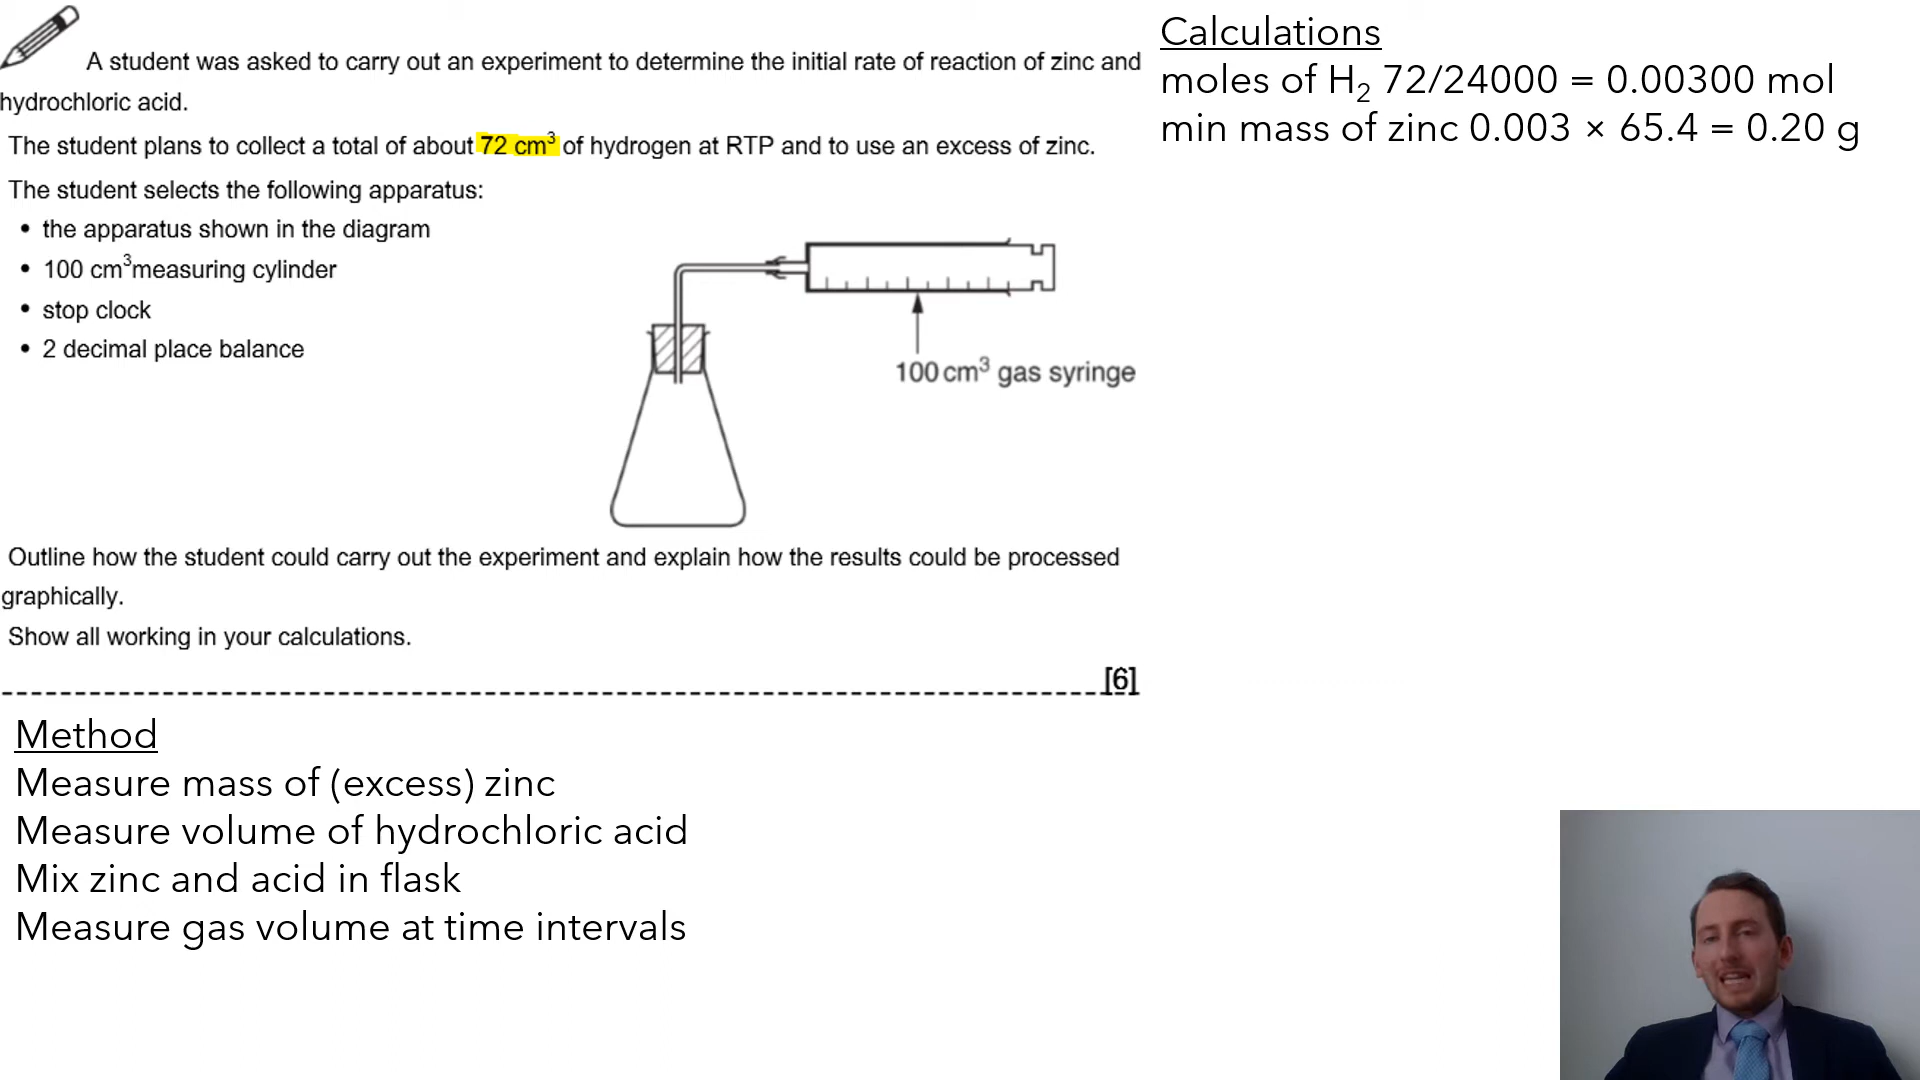 A student was asked to carry out an experiment to determine the initial rate of reaction of zinc and
hydrochloric acid.
The student plans to collect a total of about 72 cm³ of hydrogen at RTP and to use an excess of zinc.
The student selects the following apparatus:
• the apparatus shown in the diagram
• 100 cm³measuring cylinder
• stop clock
• 2 decimal place balance
100 cm³ gas syringe
Outline how the student could carry out the experiment and explain how the results could be processed
graphically.
Show all working in your calculations.
[6]
Method
Measure mass of (excess) zinc
Measure volume of hydrochloric acid
Mix zinc and acid in flask
Measure gas volume at time intervals
Calculations
moles of H₂ 72/24000 = 0.00300 mol
min mass of zinc 0.003 × 65.4 = 0.20 g